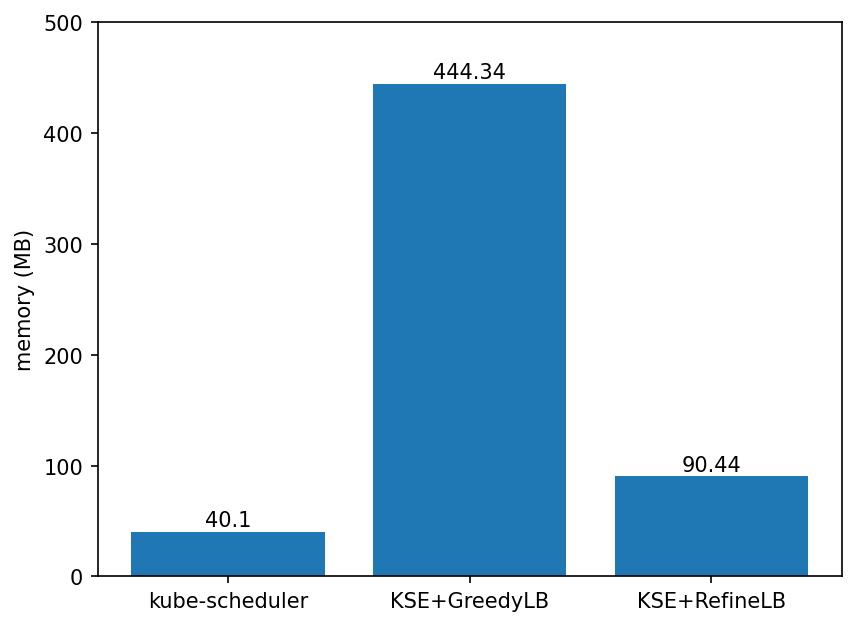 500
444.34
400
300
memory (MB)
200
100
90.44
40.1
0
kube-scheduler
KSE+GreedyLB
KSE+RefineLB